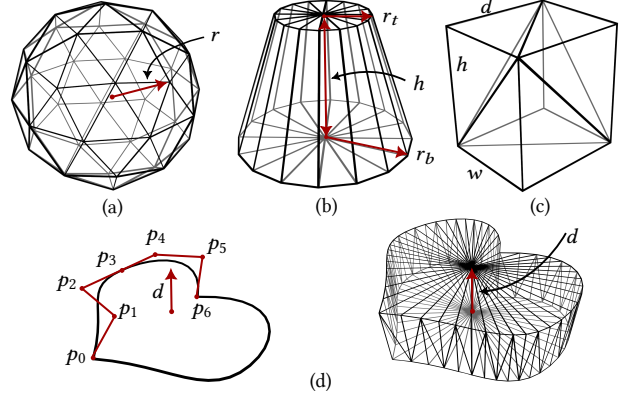 r
r_t
h
r_b
d
h
w
(a)
(b)
(c)
p_4
p_5
p_3
p_2
d
p_1
p_6
p_0
d
(d)